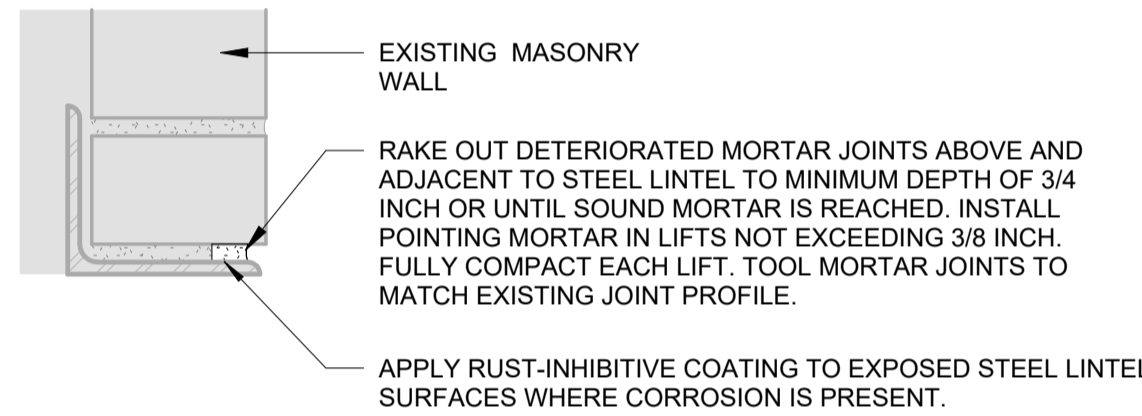 EXISTING MASONRY
WALL
RAKE OUT DETERIORATED MORTAR JOINTS ABOVE AND
ADJACENT TO STEEL LINTEL TO MINIMUM DEPTH OF 3/4
INCH OR UNTIL SOUND MORTAR IS REACHED. INSTALL
POINTING MORTAR IN LIFTS NOT EXCEEDING 3/8 INCH.
FULLY COMPACT EACH LIFT. TOOL MORTAR JOINTS TO
MATCH EXISTING JOINT PROFILE.
APPLY RUST-INHIBITIVE COATING TO EXPOSED STEEL LINTEL
SURFACES WHERE CORROSION IS PRESENT.